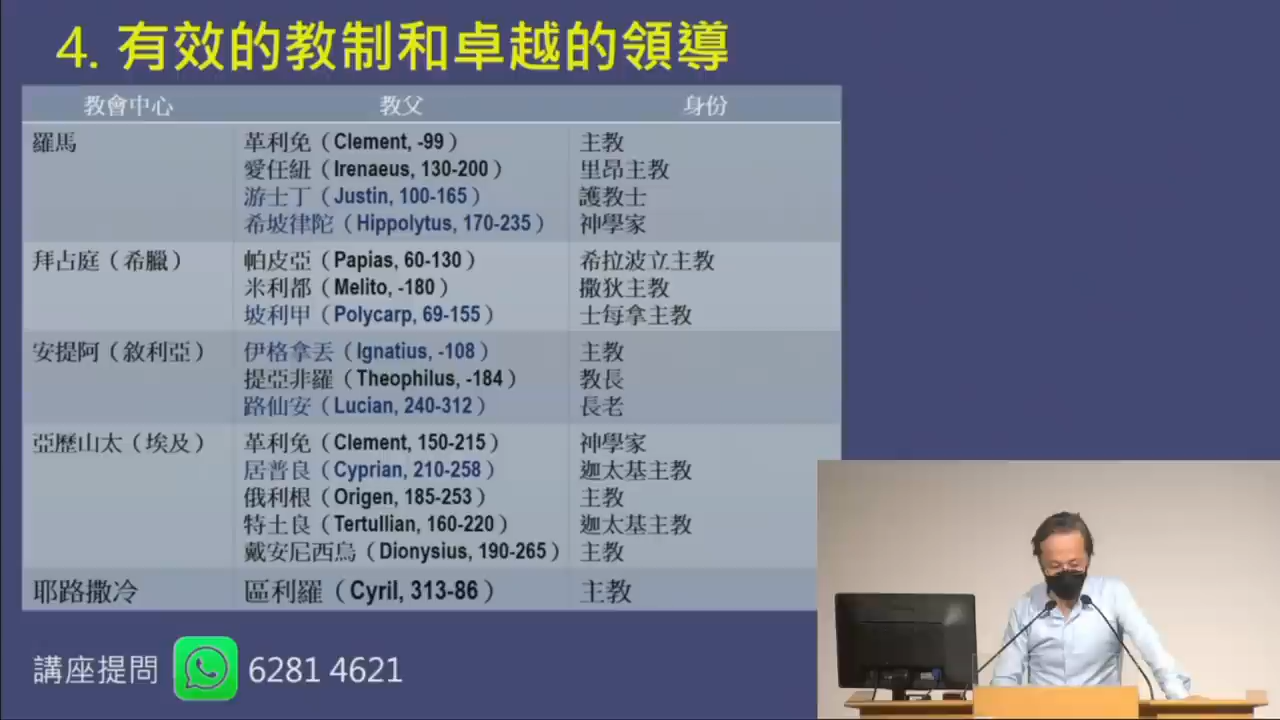 4. 有效的教制和卓越的領導
教會中心 教父 身份
羅馬 革利免（Clement, -99） 主教
愛任紐（Irenaeus, 130-200） 里昂主教
游士丁（Justin, 100-165） 護教士
希坡律陀（Hippolytus, 170-235） 神學家
拜占庭（希臘） 帕皮亞（Papias, 60-130） 希拉波立主教
米利都（Melito, -180） 撒狄主教
坡利甲（Polycarp, 69-155） 士每拿主教
安提阿（敘利亞） 伊格拿丟（Ignatius, -108） 主教
提亞非羅（Theophilus, -184） 教長
路仙安（Lucian, 240-312） 長老
亞歷山太（埃及） 革利免（Clement, 150-215） 神學家
居普良（Cyprian, 210-258） 迦太基主教
俄利根（Origen, 185-253） 主教
特土良（Tertullian, 160-220） 迦太基主教
戴安尼西烏（Dionysius, 190-265） 主教
耶路撒冷 區利羅（Cyril, 313-86） 主教
講座提問 6281 4621